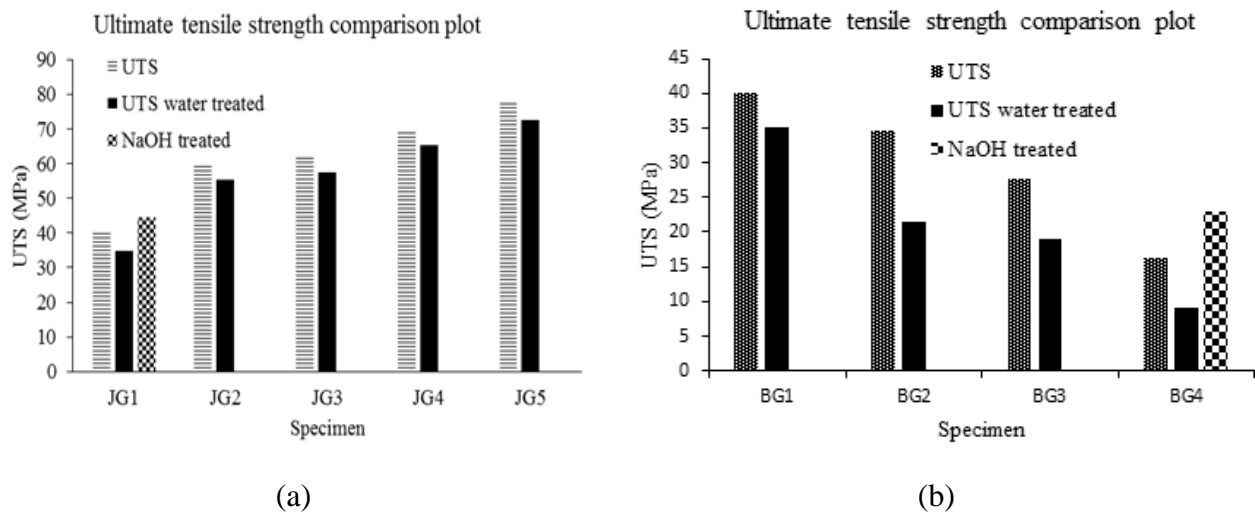 Ultimate tensile strength comparison plot
90
80
70
60
50
40
30
20
10
0
UTS (MPa)
UTS
UTS water treated
NaOH treated
JG1 JG2 JG3 JG4 JG5
Specimen
(a)
Ultimate tensile strength comparison plot
45
40
35
30
25
20
15
10
5
0
UTS (MPa)
UTS
UTS water treated
NaOH treated
BG1 BG2 BG3 BG4
Specimen
(b)